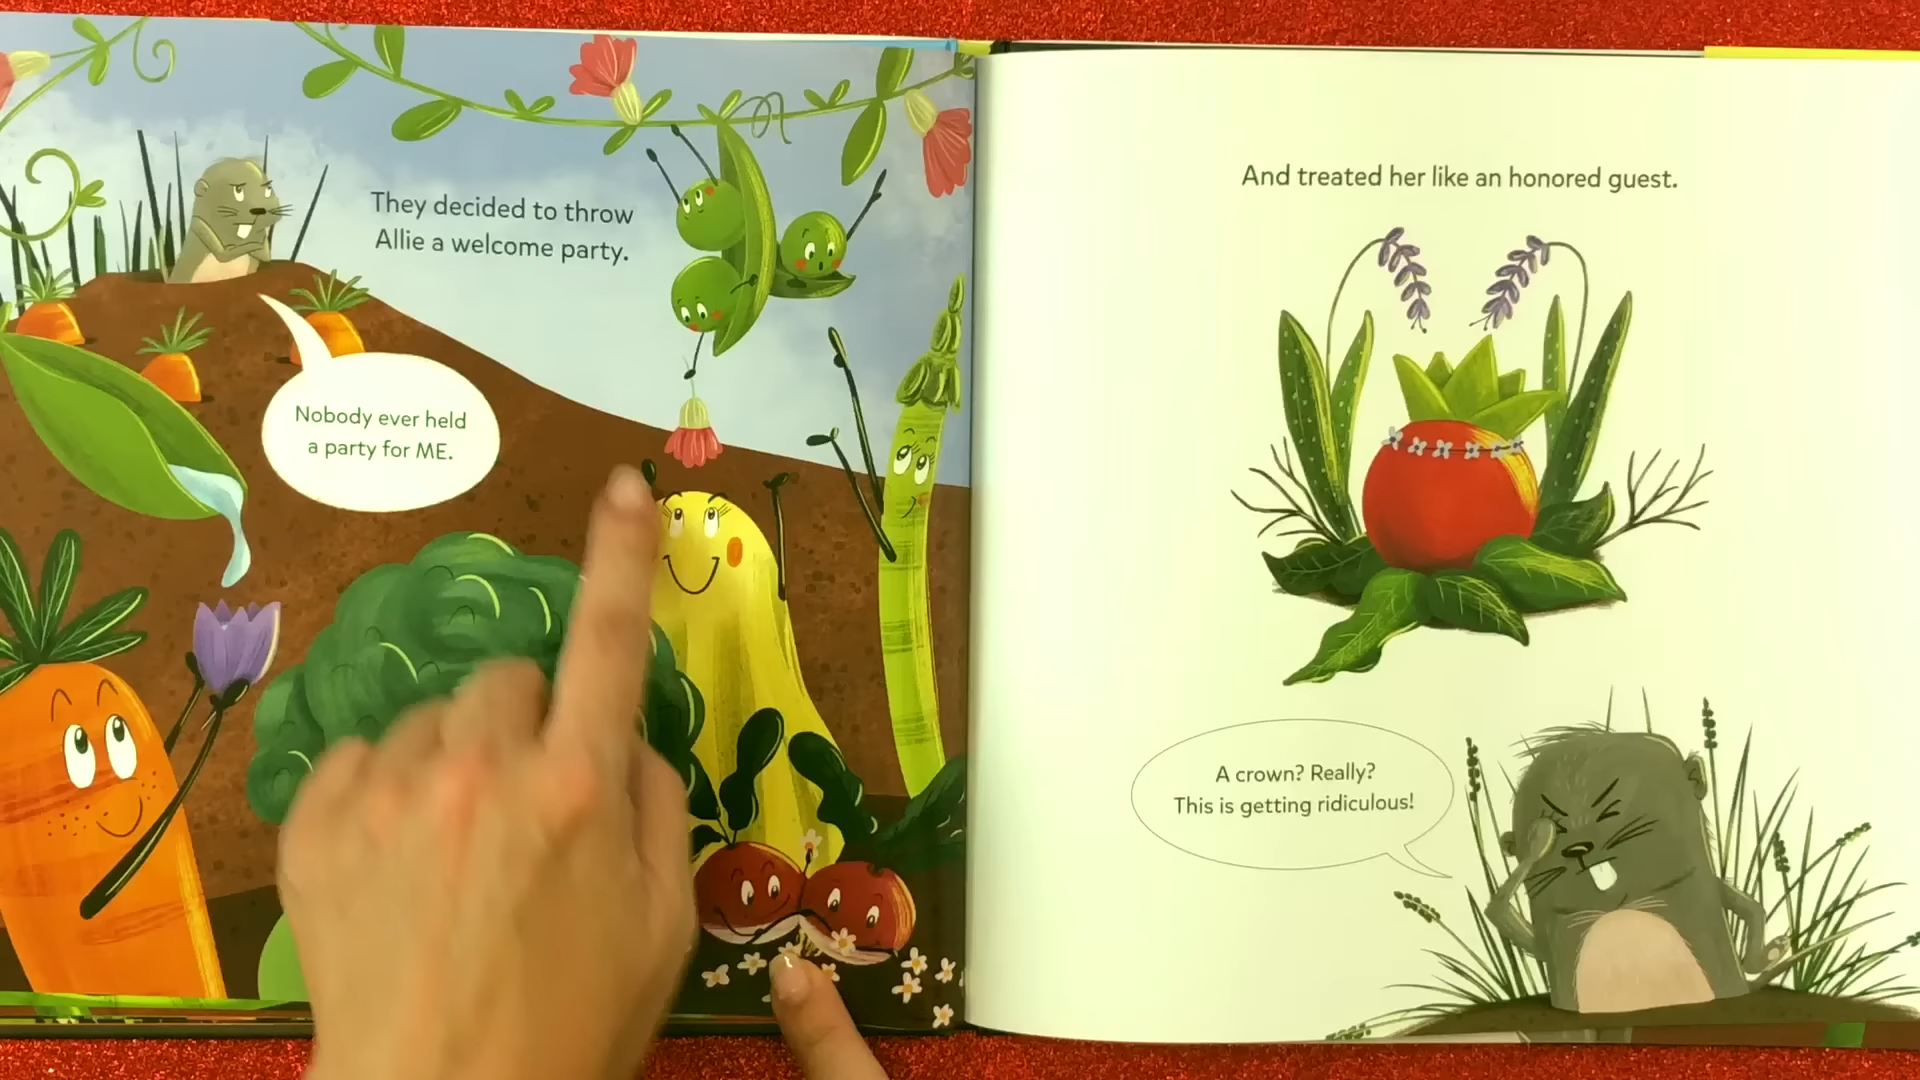 They decided to throw
Allie a welcome party.
Nobody ever held
a party for ME.
And treated her like an honored guest.
A crown? Really?
This is getting ridiculous!